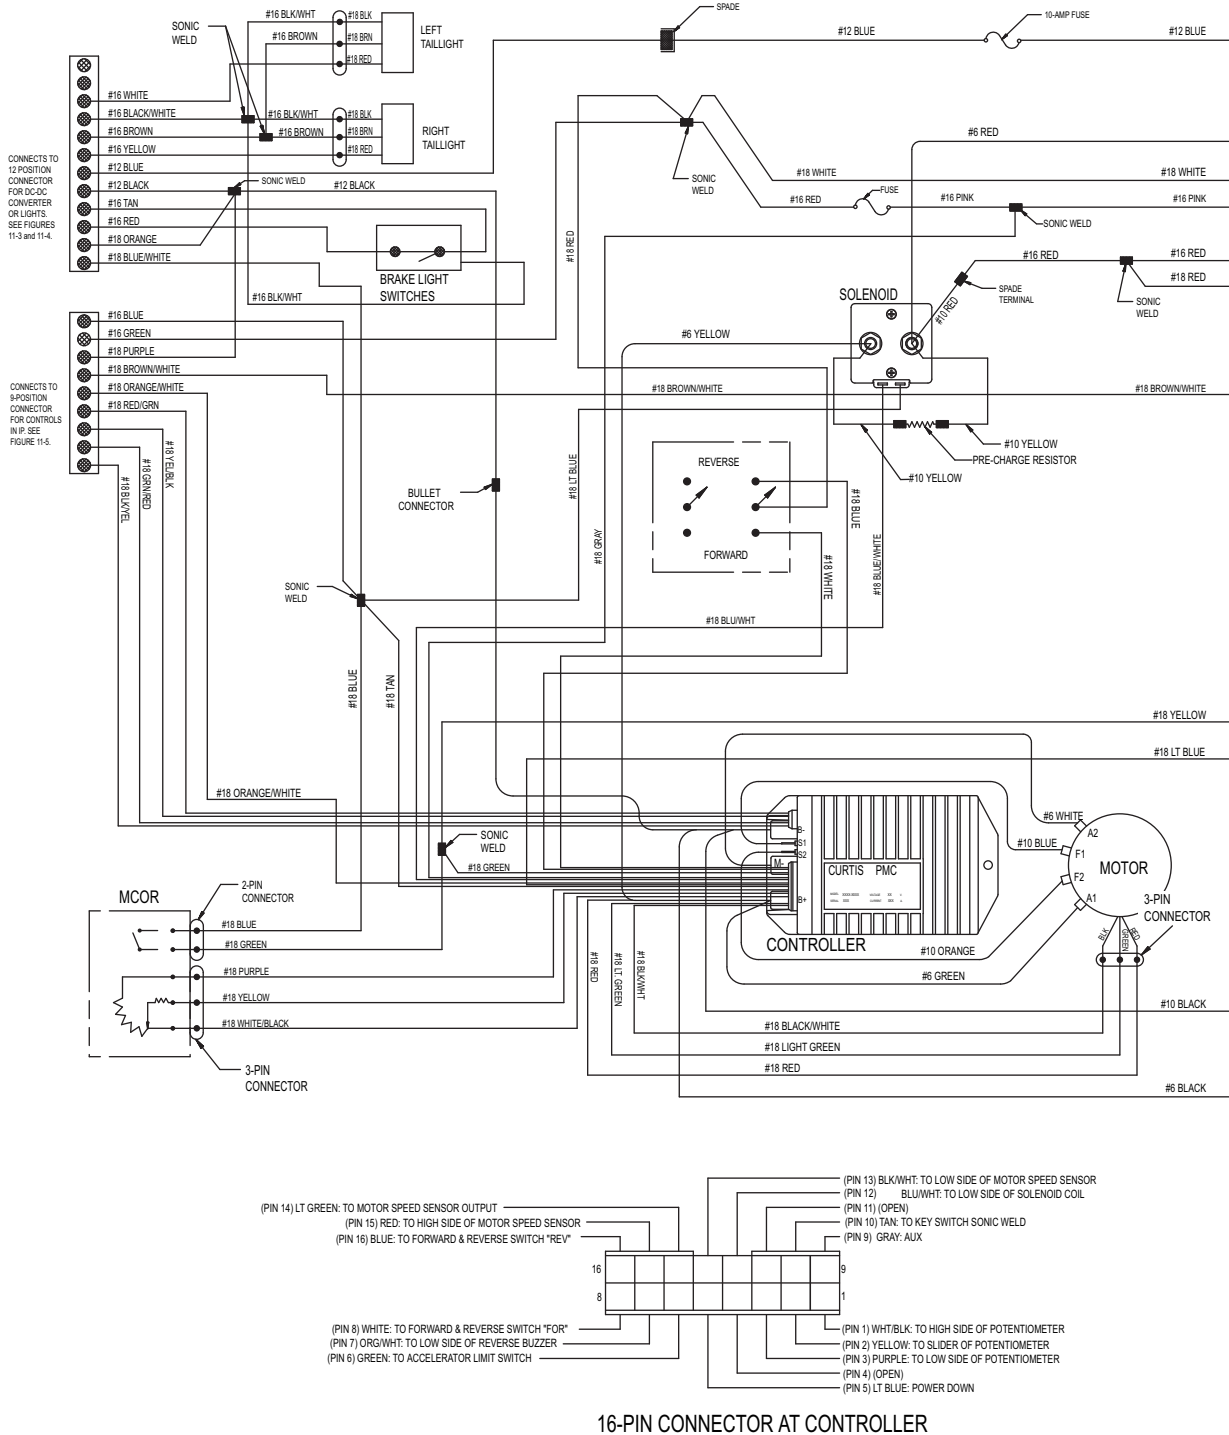 SPADE
#16 BLK/WHT
#18 BLK
10-AMP FUSE
SONIC
WELD
LEFT
TAILLIGHT
#12 BLUE
#12 BLUE
#16 BROWN
#18 BRN
#18 RED
#16 WHITE
#16 BLACK/WHITE
#16 BLK/WHT
#18 BLK
#16 BROWN
#16 BROWN
#18 BRN
RIGHT
TAILLIGHT
#6 RED
#16 YELLOW
#18 RED
CONNECTS TO
12 POSITION
CONNECTOR
FOR DC-DC
CONVERTER
OR LIGHTS.
SEE FIGURES
11-3 and 11-4.
#12 BLUE
#12 BLACK
SONIC WELD
#12 BLACK
#16 TAN
#16 RED
#18 ORANGE
#18 BLUE/WHITE
SONIC
WELD
#18 WHITE
#18 WHITE
FUSE
#16 RED
#16 PINK
#16 PINK
SONIC WELD
#18 RED
BRAKE LIGHT
SWITCHES
#16 BLK/WHT
#16 RED
#16 RED
#18 RED
SPADE
TERMINAL
SONIC
WELD
SOLENOID
#10 RED
#16 BLUE
#16 GREEN
#18 PURPLE
#18 BROWN/WHITE
#18 ORANGE/WHITE
#18 RED/GRN
#6 YELLOW
CONNECTS TO
9-POSITION
CONNECTOR
FOR CONTROLS
IN IP. SEE
FIGURE 11-5.
#18 BROWN/WHITE
#18 BROWN/WHITE
#18 YEL/BLK
#18 GRN/RED
#18 BLK/YEL
#10 YELLOW
PRE-CHARGE RESISTOR
#10 YELLOW
REVERSE
FORWARD
BULLET
CONNECTOR
#18 LT BLUE
#18 GRAY
#18 BLUE
#18 WHITE
#18 BLUE/WHITE
SONIC
WELD
#18 BLU/WHT
#18 BLUE
#18 TAN
#18 YELLOW
#18 LT BLUE
#18 ORANGE/WHITE
SONIC
WELD
#18 GREEN
B-
S1
S2
M-
B+
CURTIS PMC
CONTROLLER
#6 WHITE
A2
#10 BLUE
F1
MOTOR
F2
A1
3-PIN
CONNECTOR
BLK
GREEN
RED
#10 ORANGE
#6 GREEN
MCOR
2-PIN
CONNECTOR
#18 BLUE
#18 GREEN
#18 PURPLE
#18 YELLOW
#18 WHITE/BLACK
3-PIN
CONNECTOR
#18 RED
#18 LT. GREEN
#18 BLK/WHT
#10 BLACK
#18 BLACK/WHITE
#18 LIGHT GREEN
#18 RED
#6 BLACK
(PIN 13) BLK/WHT: TO LOW SIDE OF MOTOR SPEED SENSOR
(PIN 12) BLU/WHT: TO LOW SIDE OF SOLENOID COIL
(PIN 14) LT GREEN: TO MOTOR SPEED SENSOR OUTPUT
(PIN 11) (OPEN)
(PIN 15) RED: TO HIGH SIDE OF MOTOR SPEED SENSOR
(PIN 10) TAN: TO KEY SWITCH SONIC WELD
(PIN 16) BLUE: TO FORWARD & REVERSE SWITCH "REV"
(PIN 9) GRAY: AUX
16
9
8
1
(PIN 8) WHITE: TO FORWARD & REVERSE SWITCH "FOR"
(PIN 1) WHT/BLK: TO HIGH SIDE OF POTENTIOMETER
(PIN 7) ORG/WHT: TO LOW SIDE OF REVERSE BUZZER
(PIN 2) YELLOW: TO SLIDER OF POTENTIOMETER
(PIN 6) GREEN: TO ACCELERATOR LIMIT SWITCH
(PIN 3) PURPLE: TO LOW SIDE OF POTENTIOMETER
(PIN 4) (OPEN)
(PIN 5) LT BLUE: POWER DOWN
16-PIN CONNECTOR AT CONTROLLER